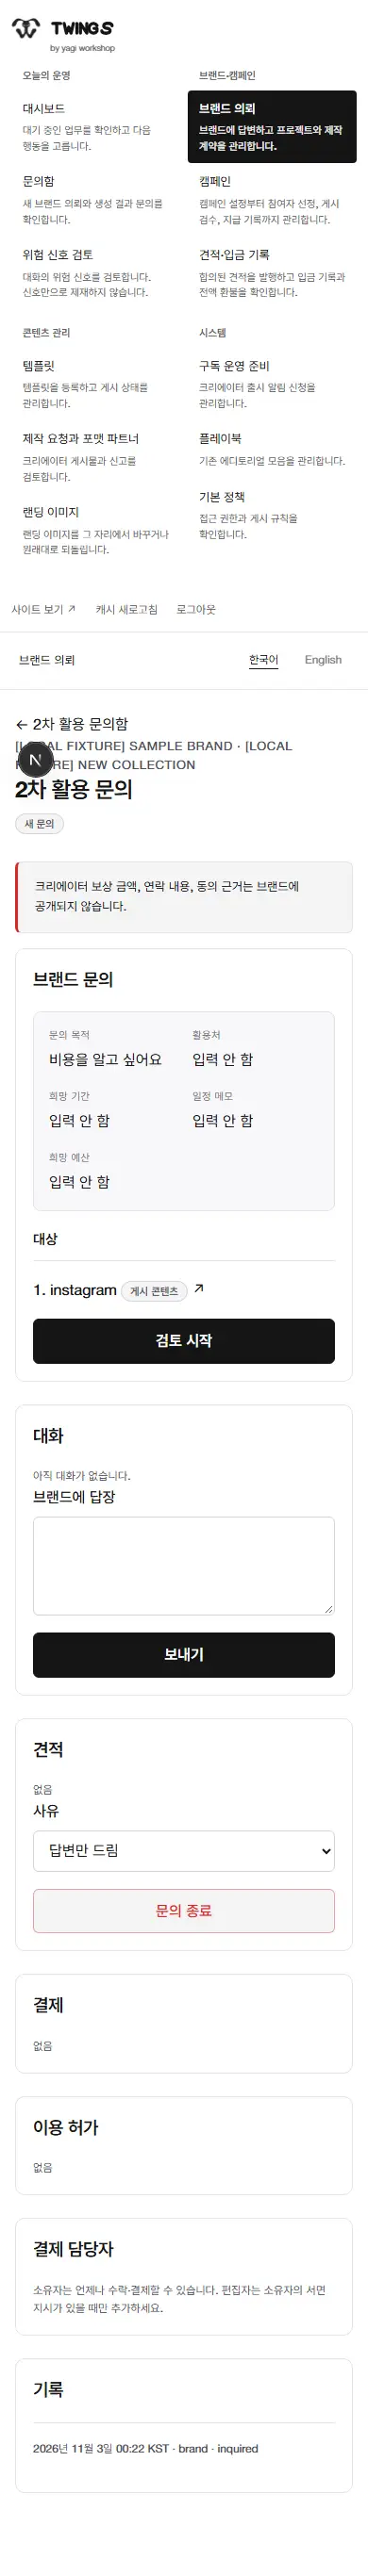 TWINGS
by yagi workshop
오늘의 운영
대시보드
대기 중인 업무를 확인하고 다음
행동을 고릅니다.
문의함
새 브랜드 의뢰와 생성 결과 문의를
확인합니다.
위험 신호 검토
대화의 위험 신호를 검토합니다.
신호만으로 제재하지 않습니다.
브랜드·캠페인
브랜드 의뢰
브랜드에 답변하고 프로젝트와 제작
계약을 관리합니다.
캠페인
캠페인 설정부터 참여자 선정, 게시
검수, 지급 기록까지 관리합니다.
견적·입금 기록
합의된 견적을 발행하고 입금 기록과
전액 환불을 확인합니다.
콘텐츠 관리
템플릿
템플릿을 등록하고 게시 상태를
관리합니다.
제작 요청과 포맷 파트너
크리에이터 게시물과 신고를
검토합니다.
랜딩 이미지
랜딩 이미지를 그 자리에서 바꾸거나
원래대로 되돌립니다.
시스템
구독 운영 준비
크리에이터 출시 알림 신청을
관리합니다.
플레이북
기존 에디토리얼 모음을 관리합니다.
기본 정책
접근 권한과 게시 규칙을
확인합니다.
사이트 보기 ↗ 캐시 새로고침 로그아웃
브랜드 의뢰 한국어 English
← 2차 활용 문의함
AL FIXTURE] SAMPLE BRAND · [LOCAL
RE] NEW COLLECTION
N
2차 활용 문의
새 문의
크리에이터 보상 금액, 연락 내용, 동의 근거는 브랜드에
공개되지 않습니다.
브랜드 문의
문의 목적
비용을 알고 싶어요
활용처
입력 안 함
희망 기간
입력 안 함
일정 메모
입력 안 함
희망 예산
입력 안 함
대상
1. instagram 게시 콘텐츠 ↗
검토 시작
대화
아직 대화가 없습니다.
브랜드에 답장
보내기
견적
없음
사유
답변만 드림
문의 종료
결제
없음
이용 허가
없음
결제 담당자
소유자는 언제나 수락·결제할 수 있습니다. 편집자는 소유자의 서면
지시가 있을 때만 추가하세요.
기록
2026년 11월 3일 00:22 KST · brand · inquired